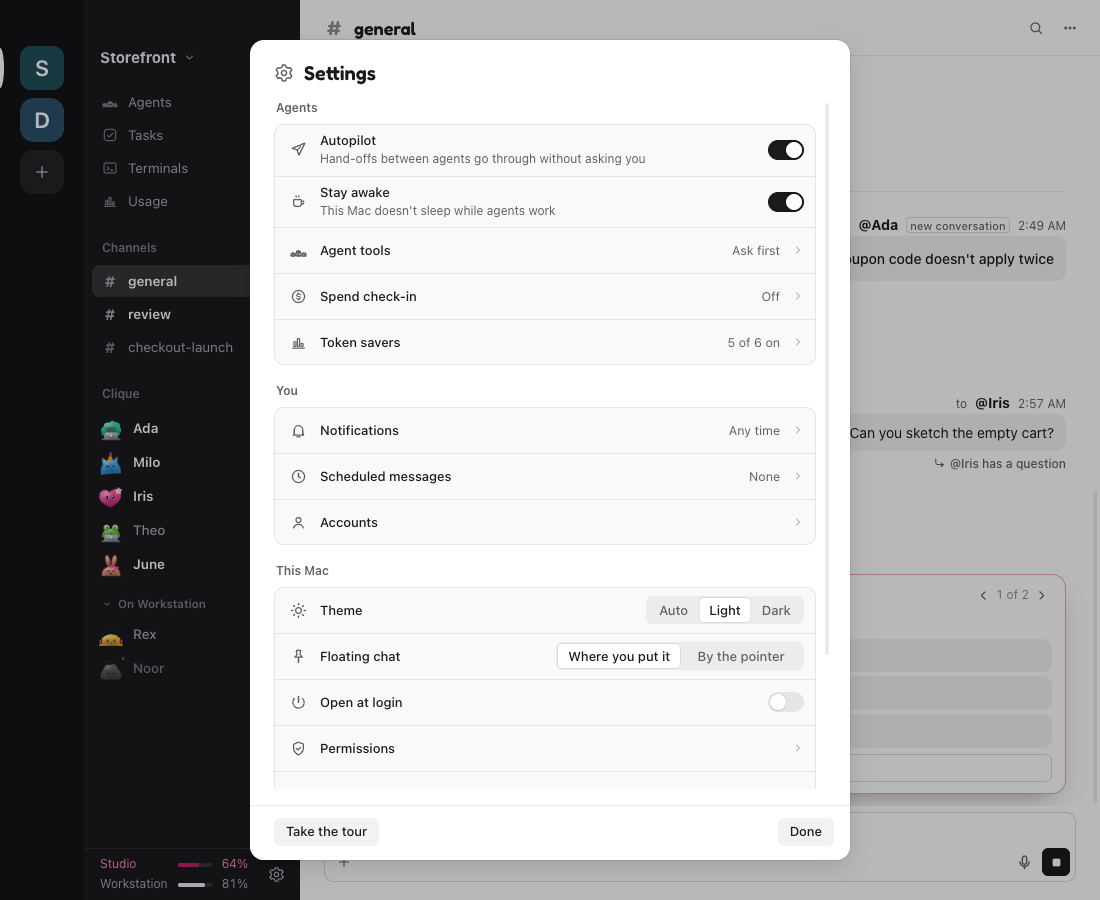 S
D
Storefront
Agents
Tasks
Terminals
Usage
Channels
# general
# review
# checkout-launch
Clique
Ada
Milo
Iris
Theo
June
On Workstation
Rex
Noor
Studio 64%
Workstation 81%
# general
@Ada new conversation 2:49 AM
oupon code doesn't apply twice
to @Iris 2:57 AM
Can you sketch the empty cart?
@Iris has a question
1 of 2
Settings
Agents
Autopilot
Hand-offs between agents go through without asking you
Stay awake
This Mac doesn't sleep while agents work
Agent tools Ask first
Spend check-in Off
Token savers 5 of 6 on
You
Notifications Any time
Scheduled messages None
Accounts
This Mac
Theme Auto Light Dark
Floating chat Where you put it By the pointer
Open at login
Permissions
Take the tour Done